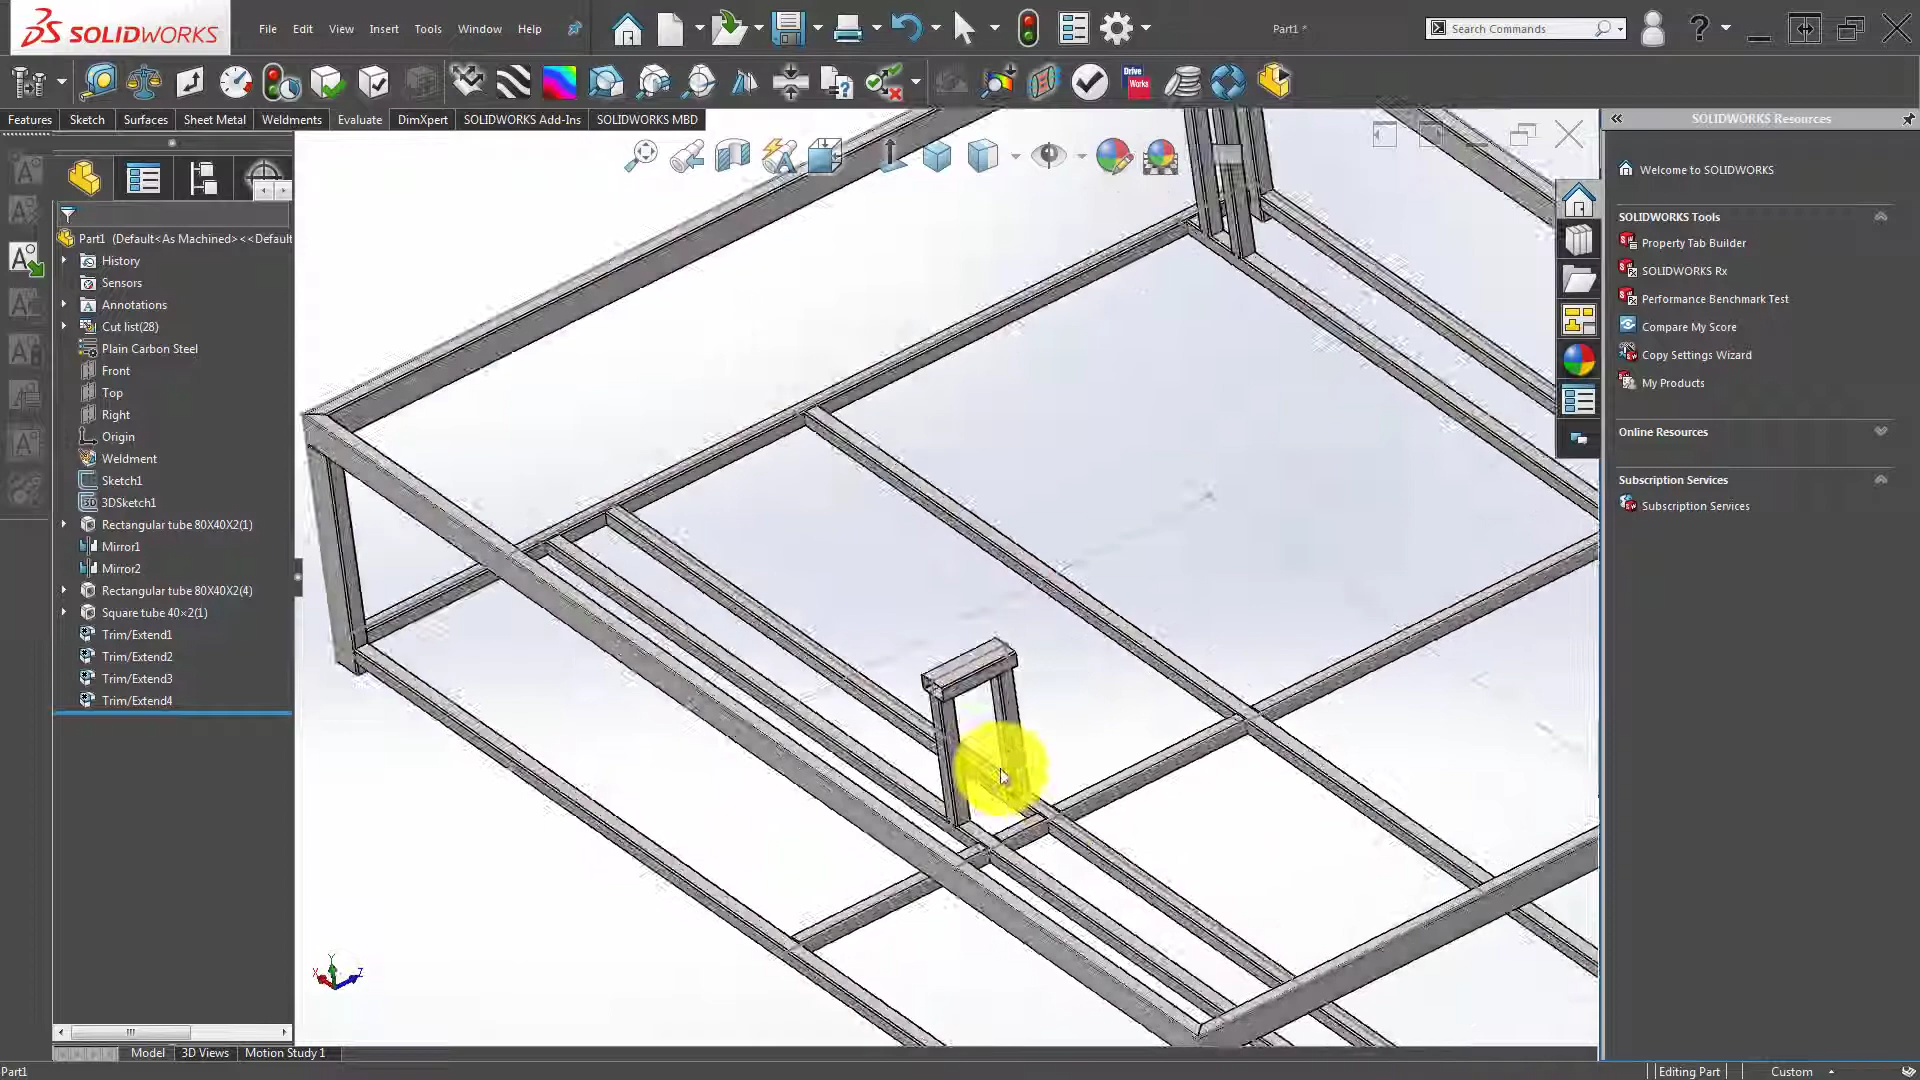 SOLIDWORKS
File
Edit
View
Insert
Tools
Window
Help
Part1 *
Search Commands
?
Drive
Works
Features
Sketch
Surfaces
Sheet Metal
Weldments
Evaluate
DimXpert
SOLIDWORKS Add-Ins
SOLIDWORKS MBD
SOLIDWORKS Resources
Part1 (Default<As Machined><<Default
History
Sensors
Annotations
Cut list(28)
Plain Carbon Steel
Front
Top
Right
Origin
Weldment
Sketch1
3DSketch1
Rectangular tube 80X40X2(1)
Mirror1
Mirror2
Rectangular tube 80X40X2(4)
Square tube 40×2(1)
Trim/Extend1
Trim/Extend2
Trim/Extend3
Trim/Extend4
Y
X
Z
Welcome to SOLIDWORKS
SOLIDWORKS Tools
Property Tab Builder
SOLIDWORKS Rx
Performance Benchmark Test
Compare My Score
Copy Settings Wizard
My Products
Online Resources
Subscription Services
Subscription Services
Model
3D Views
Motion Study 1
Part1
Editing Part
Custom